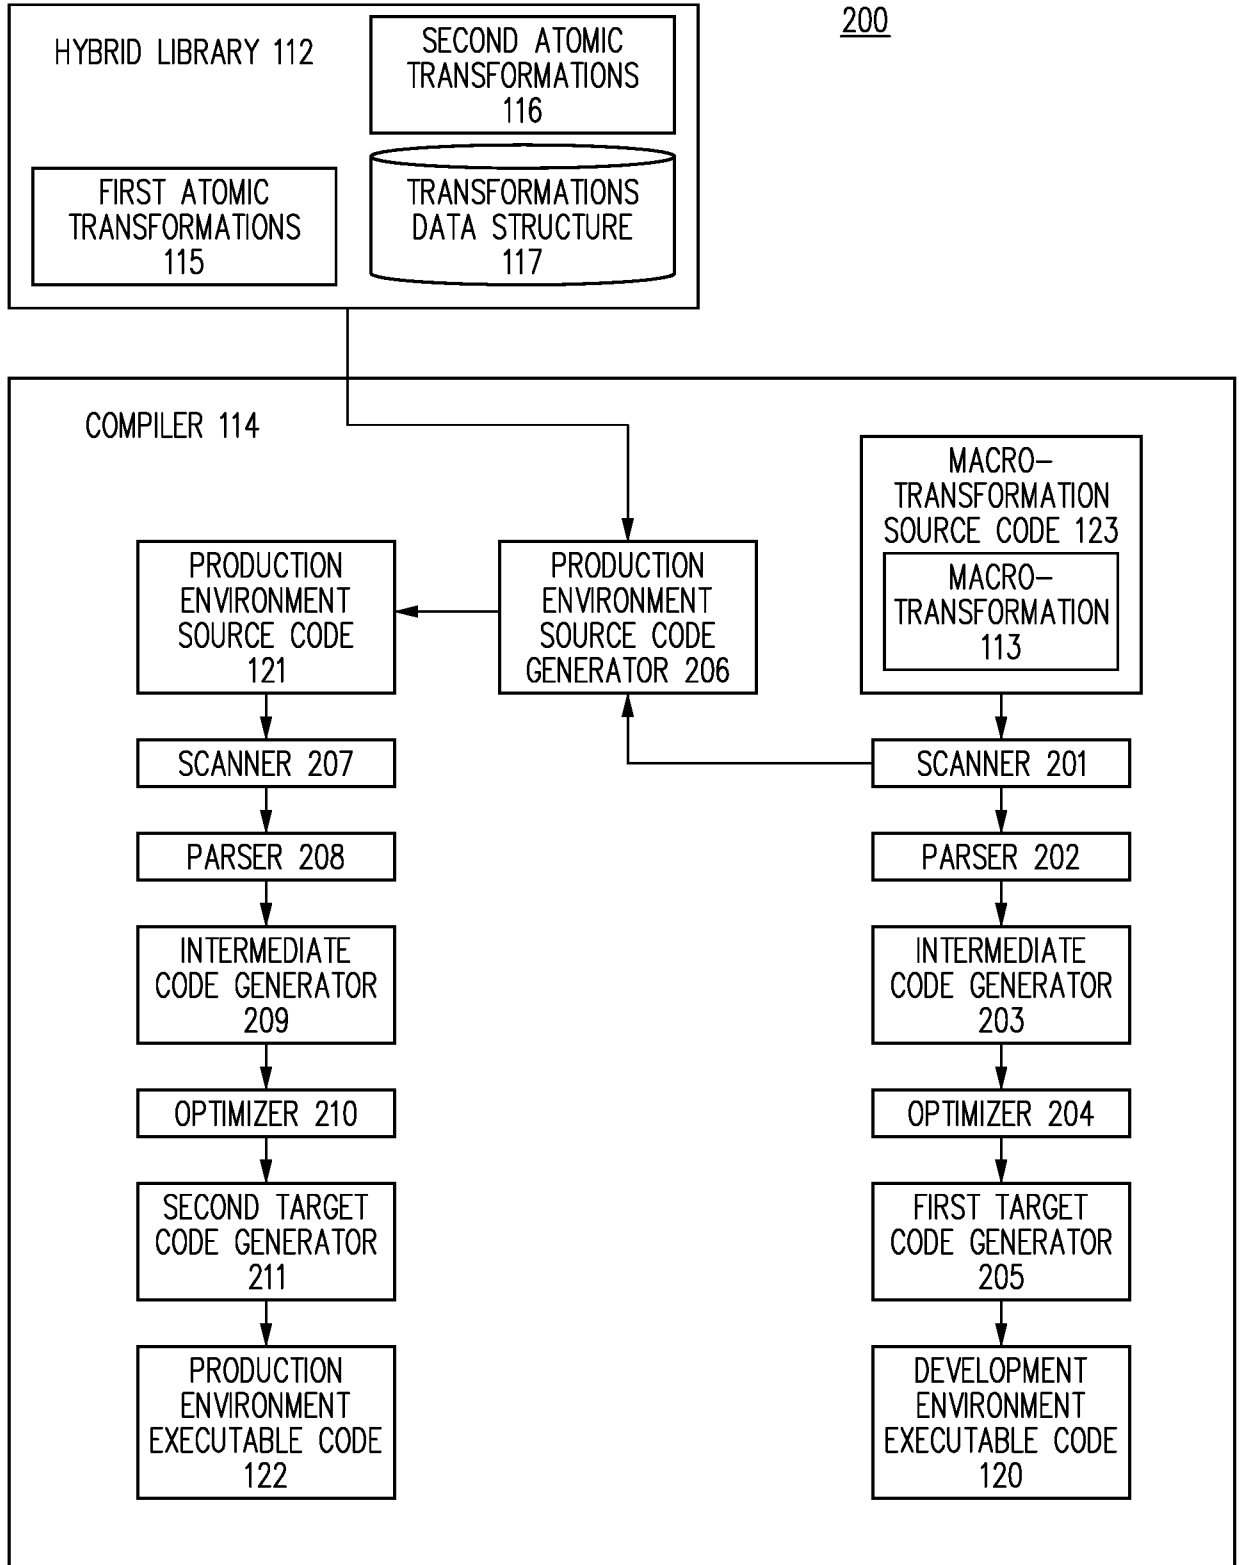 200
HYBRID LIBRARY 112
SECOND ATOMIC
TRANSFORMATIONS
116
FIRST ATOMIC
TRANSFORMATIONS
115
TRANSFORMATIONS
DATA STRUCTURE
117
COMPILER 114
MACRO-
TRANSFORMATION
SOURCE CODE 123
MACRO-
TRANSFORMATION
113
PRODUCTION
ENVIRONMENT
SOURCE CODE
121
PRODUCTION
ENVIRONMENT
SOURCE CODE
GENERATOR 206
SCANNER 207
SCANNER 201
PARSER 208
PARSER 202
INTERMEDIATE
CODE GENERATOR
209
INTERMEDIATE
CODE GENERATOR
203
OPTIMIZER 210
OPTIMIZER 204
SECOND TARGET
CODE GENERATOR
211
FIRST TARGET
CODE GENERATOR
205
PRODUCTION
ENVIRONMENT
EXECUTABLE CODE
122
DEVELOPMENT
ENVIRONMENT
EXECUTABLE CODE
120